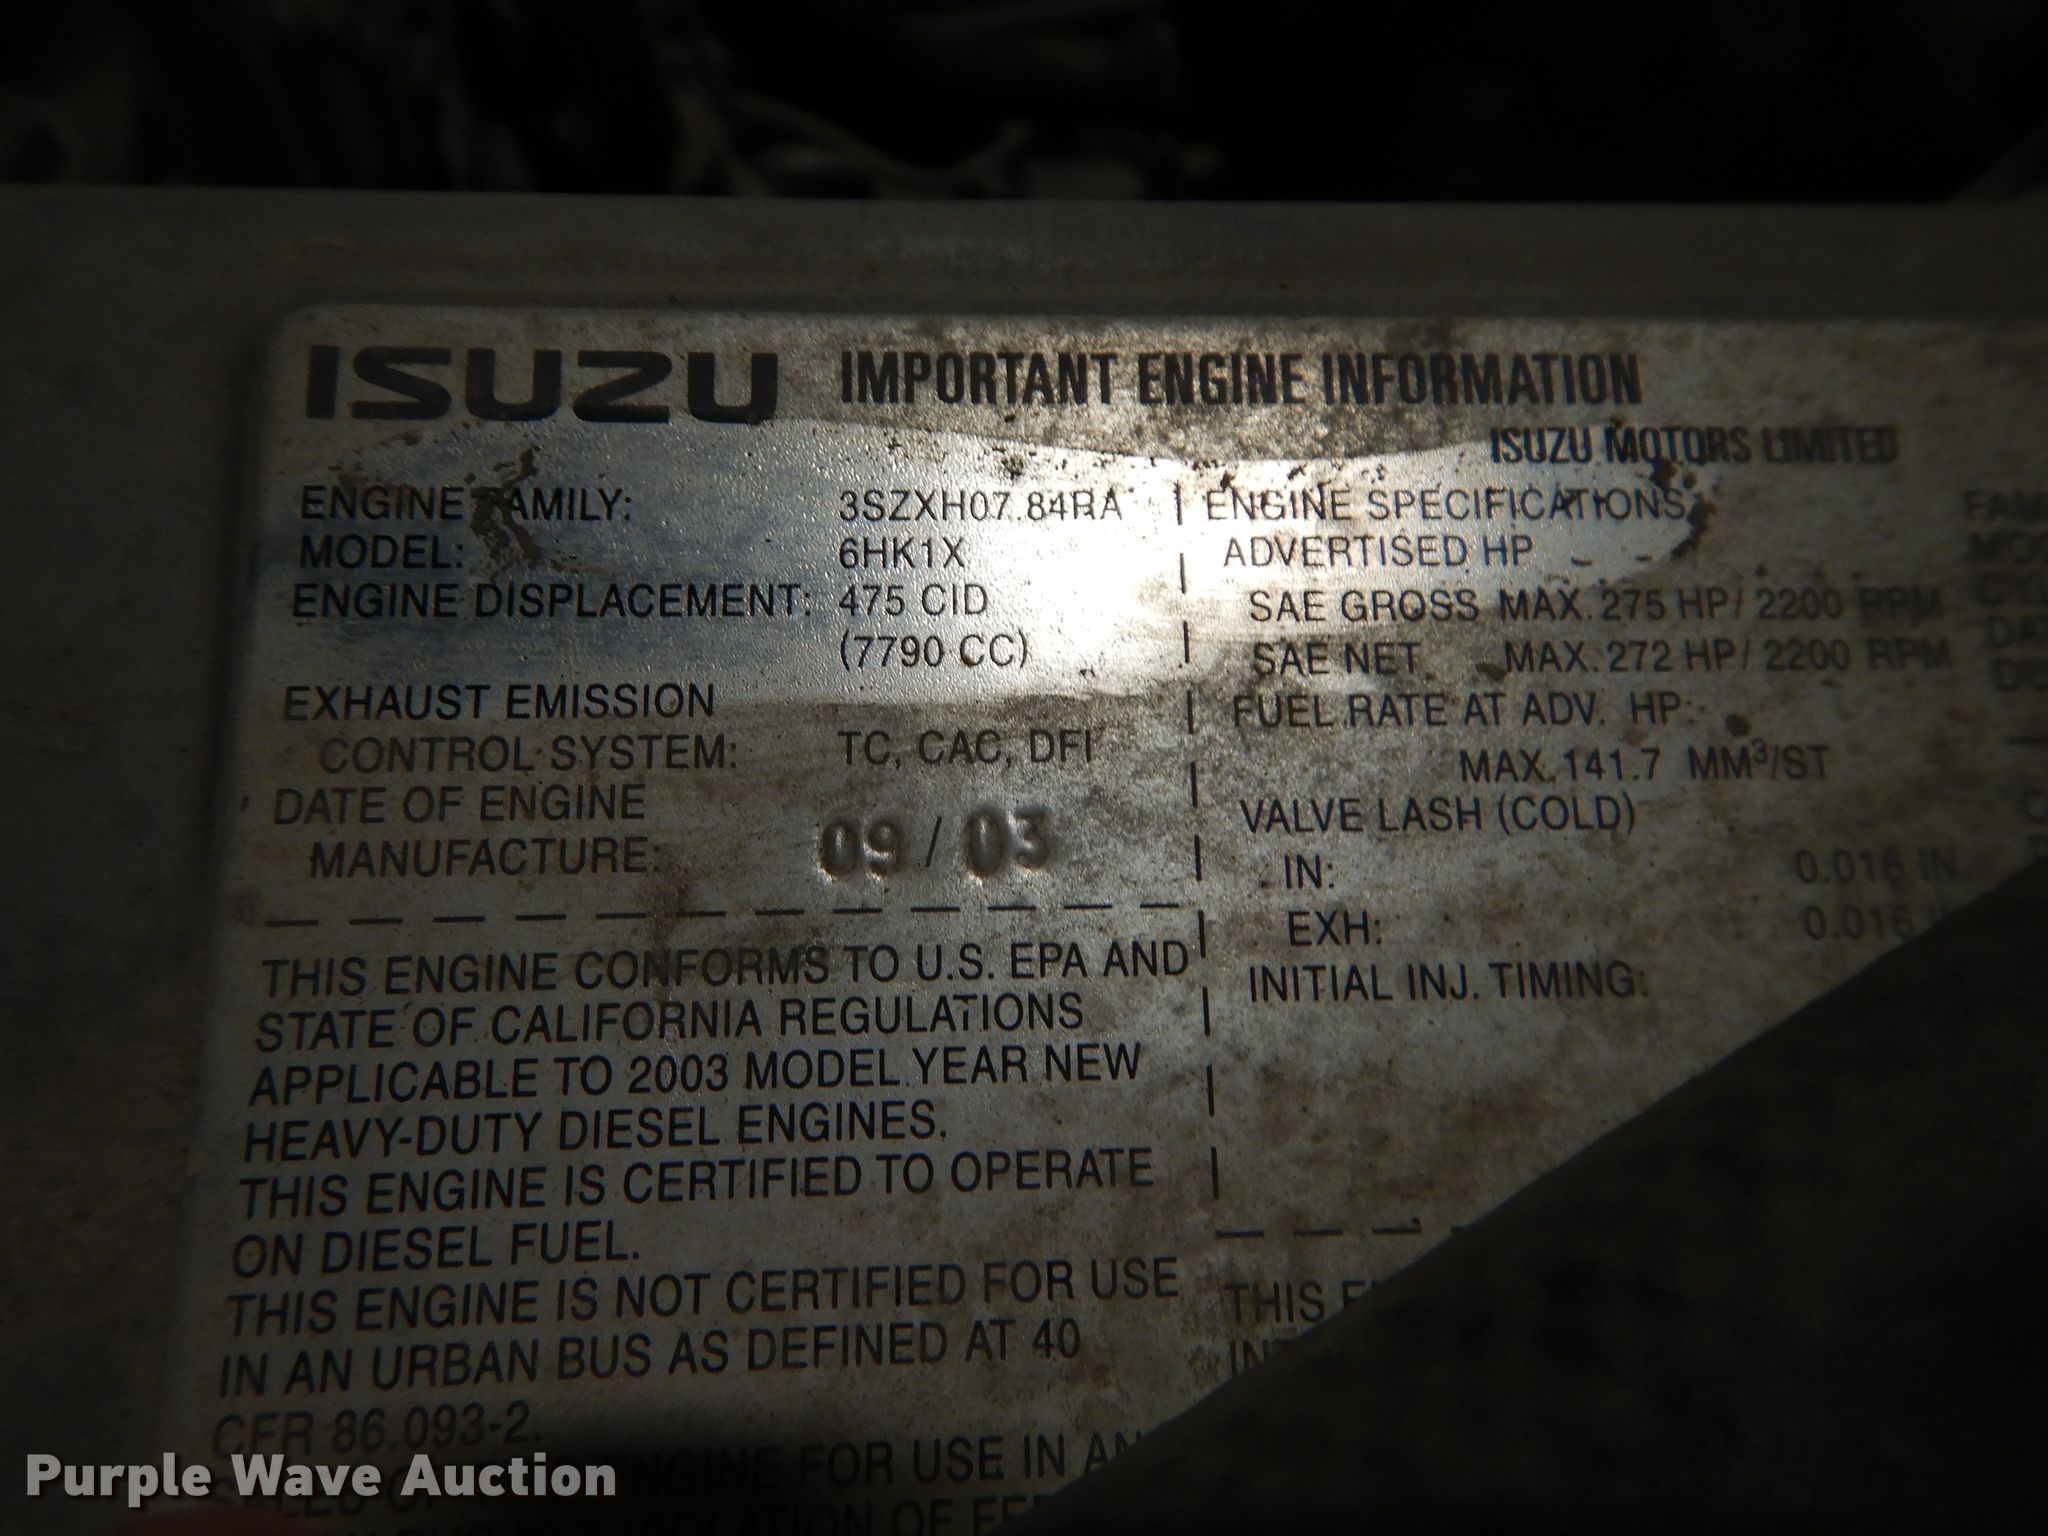 ISUZU IMPORTANT ENGINE INFORMATION
ISUZU MOTORS LIMITED
ENGINE FAMILY: 3SZXH07.84RA
MODEL: 6HK1X
ENGINE DISPLACEMENT: 475 CID
(7790 CC)
EXHAUST EMISSION
CONTROL SYSTEM: TC, CAC, DFI
DATE OF ENGINE
MANUFACTURE: 09 / 03
THIS ENGINE CONFORMS TO U.S. EPA AND
STATE OF CALIFORNIA REGULATIONS
APPLICABLE TO 2003 MODEL YEAR NEW
HEAVY-DUTY DIESEL ENGINES.
THIS ENGINE IS CERTIFIED TO OPERATE
ON DIESEL FUEL.
THIS ENGINE IS NOT CERTIFIED FOR USE
IN AN URBAN BUS AS DEFINED AT 40
CFR 86.093-2.
ENGINE FOR USE IN AN
VIOLATION OF
ENGINE SPECIFICATIONS
ADVERTISED HP
SAE GROSS MAX. 275 HP/ 2200 RPM
SAE NET MAX. 272 HP/ 2200 RPM
FUEL RATE AT ADV. HP:
MAX. 141.7 MM³/ST
VALVE LASH (COLD)
IN: 0.016 IN
EXH: 0.016
INITIAL INJ. TIMING:
THIS
Purple Wave Auction